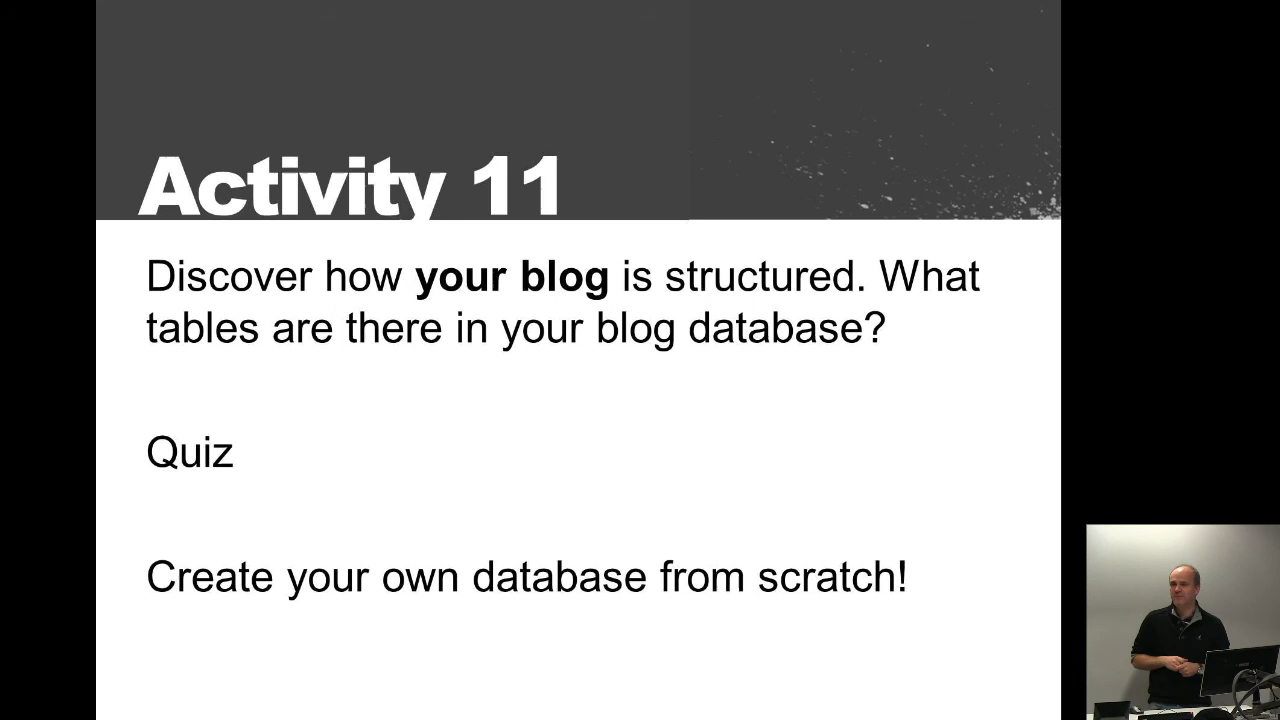 Activity 11
Discover how your blog is structured. What
tables are there in your blog database?
Quiz
Create your own database from scratch!